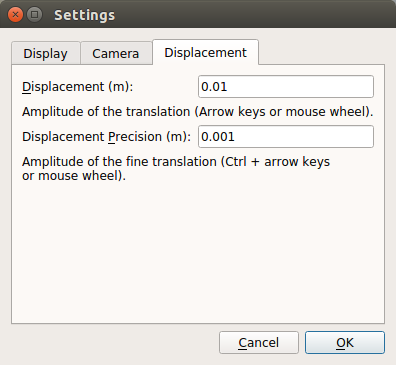 Settings
Display Camera Displacement
Displacement (m): 0.01
Amplitude of the translation (Arrow keys or mouse wheel).
Displacement Precision (m): 0.001
Amplitude of the fine translation (Ctrl + arrow keys
or mouse wheel).
Cancel OK